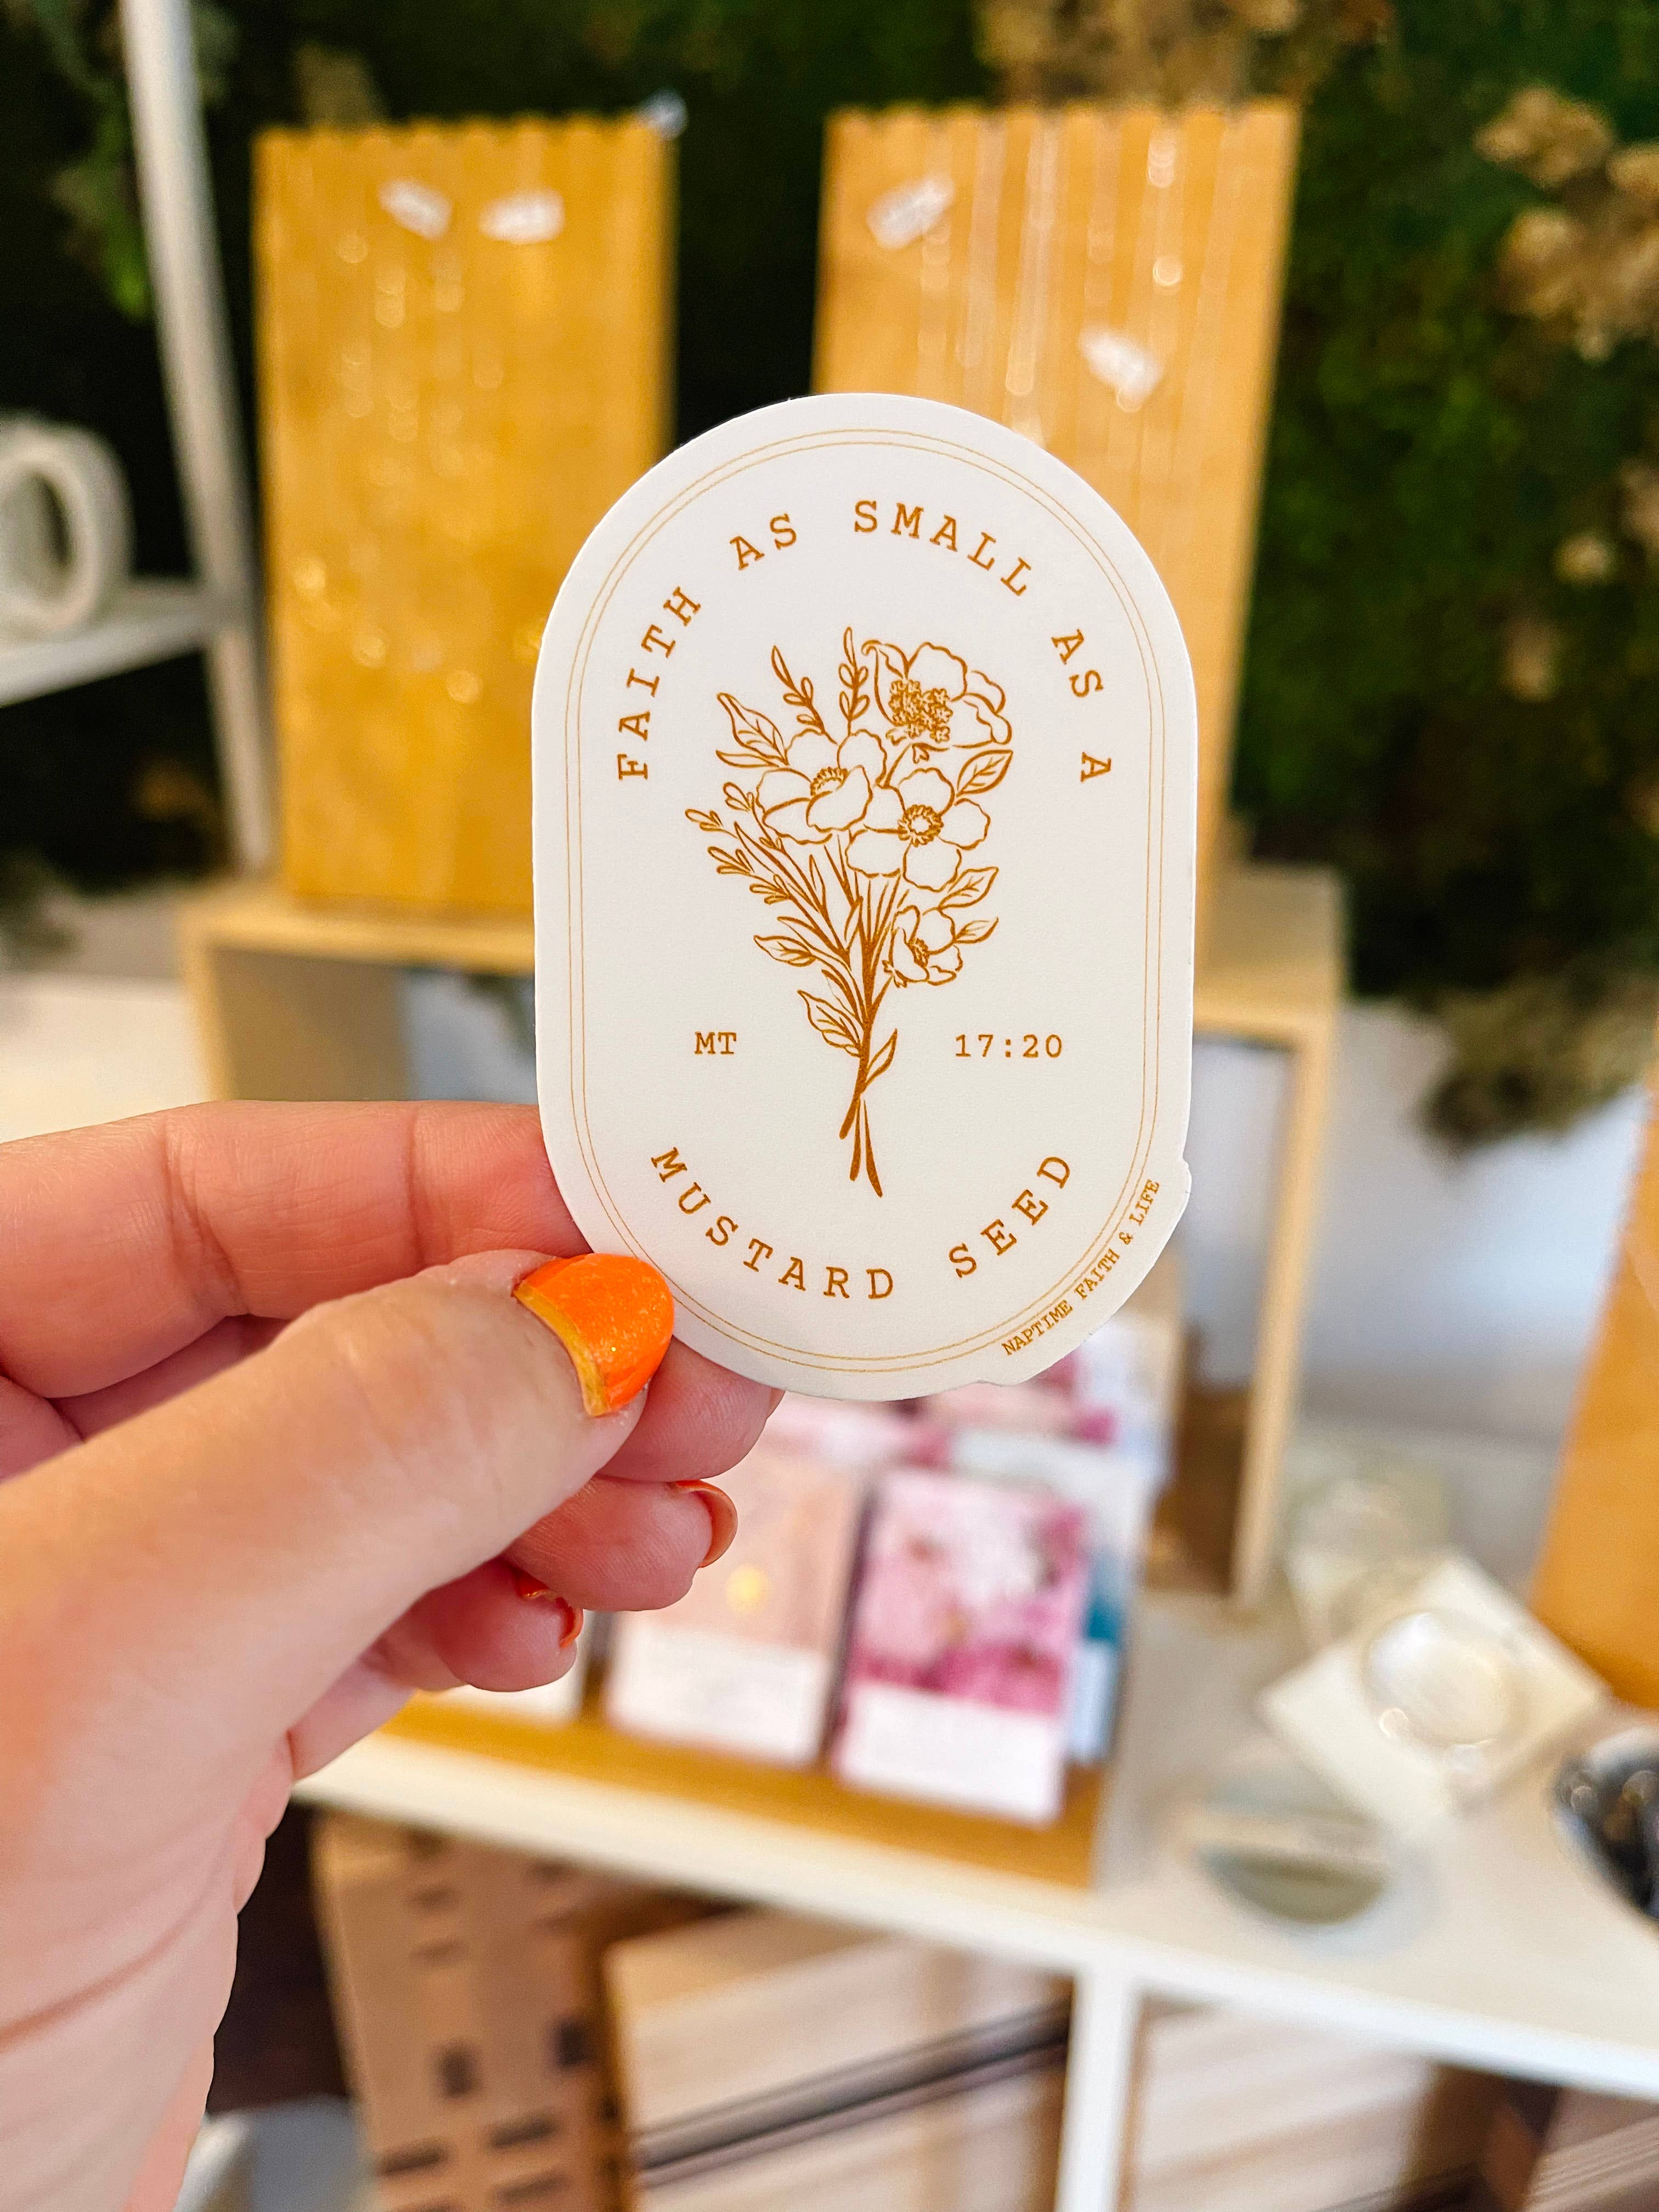 FAITH AS SMALL AS A
MT 17:20
MUSTARD SEED
NAPTIME FAITH & LIFE